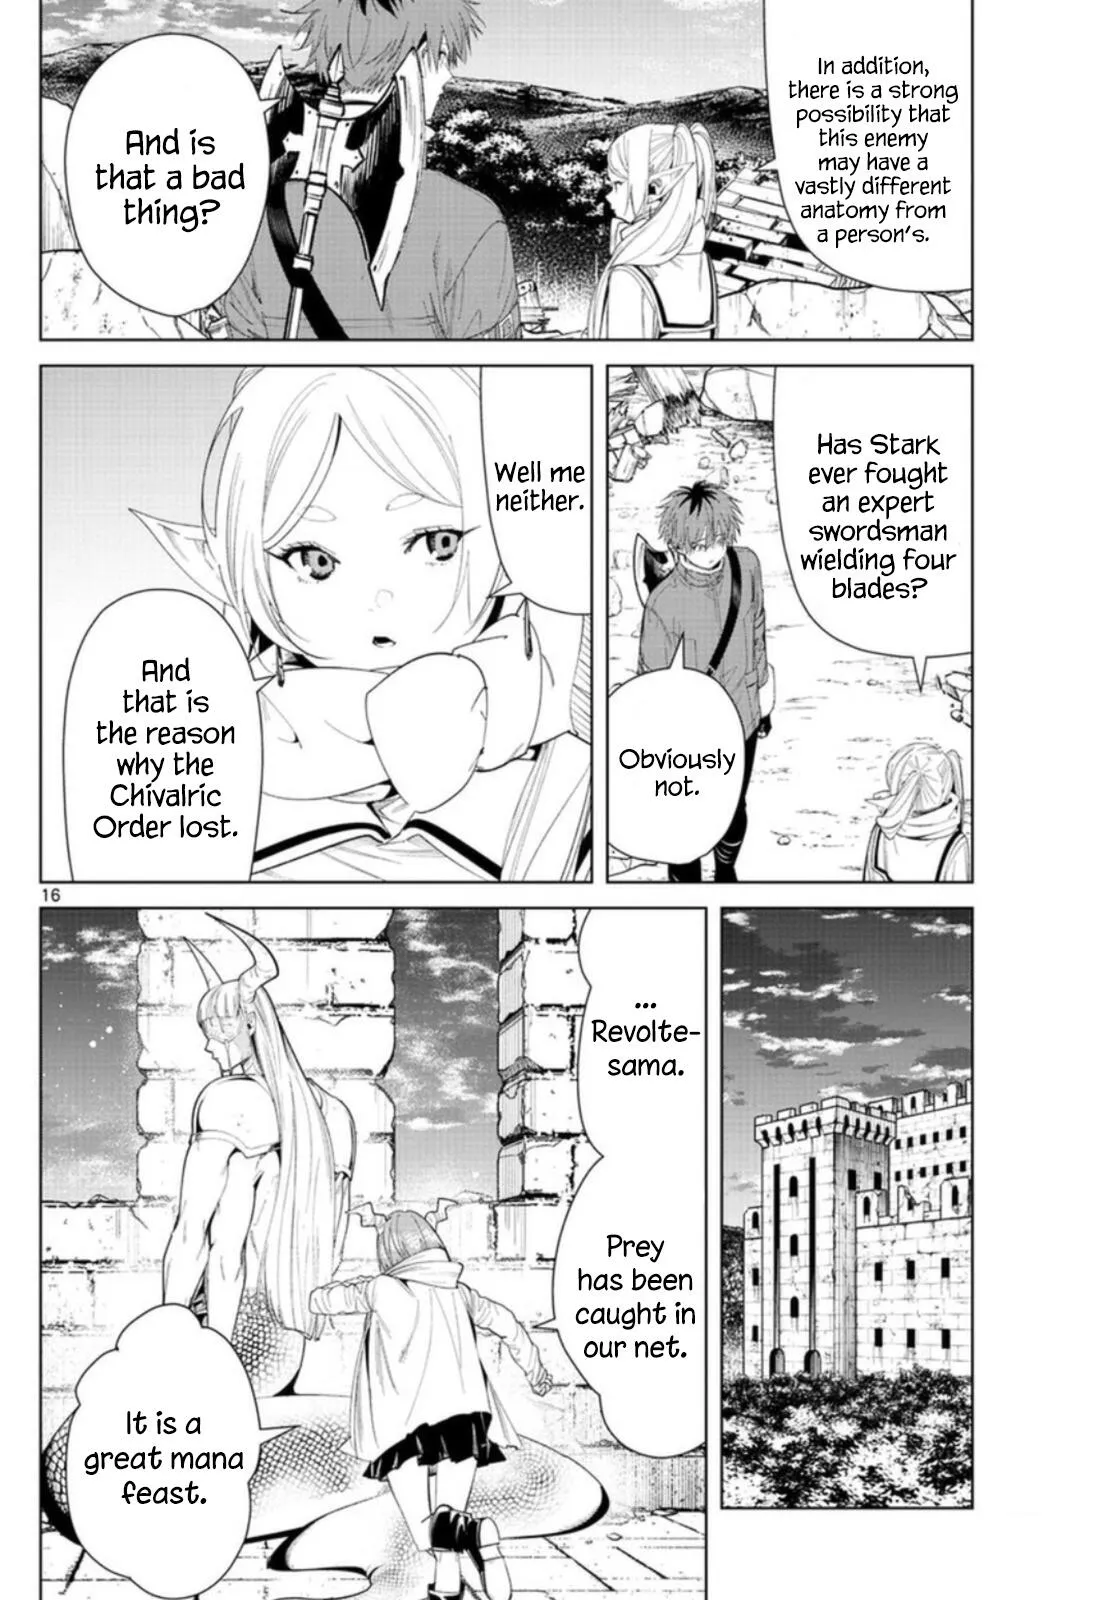 In addition,
there is a strong
possibility that
this enemy
may have a
vastly different
anatomy from
a person's.
And is
that a bad
thing?
Has Stark
ever fought
an expert
swordsman
wielding four
blades?
Obviously
not.
Well me
neither.
And
that is
the reason
why the
Chivalric
Order lost.
16
...
Revolte-
sama.
Prey
has been
caught in
our net.
It is a
great mana
feast.